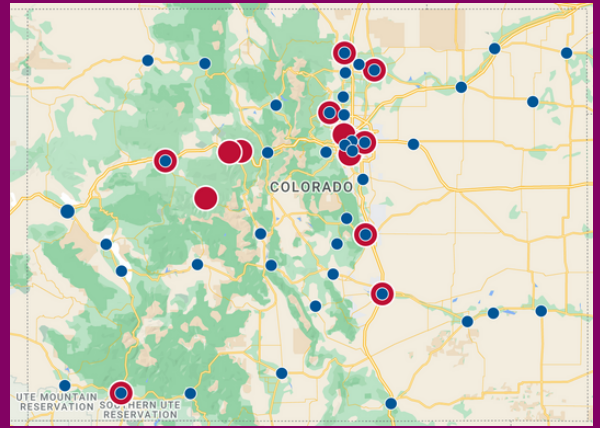 COLORADO
UTE MOUNTAIN
RESERVATION
SOUTHERN UTE
RESERVATION